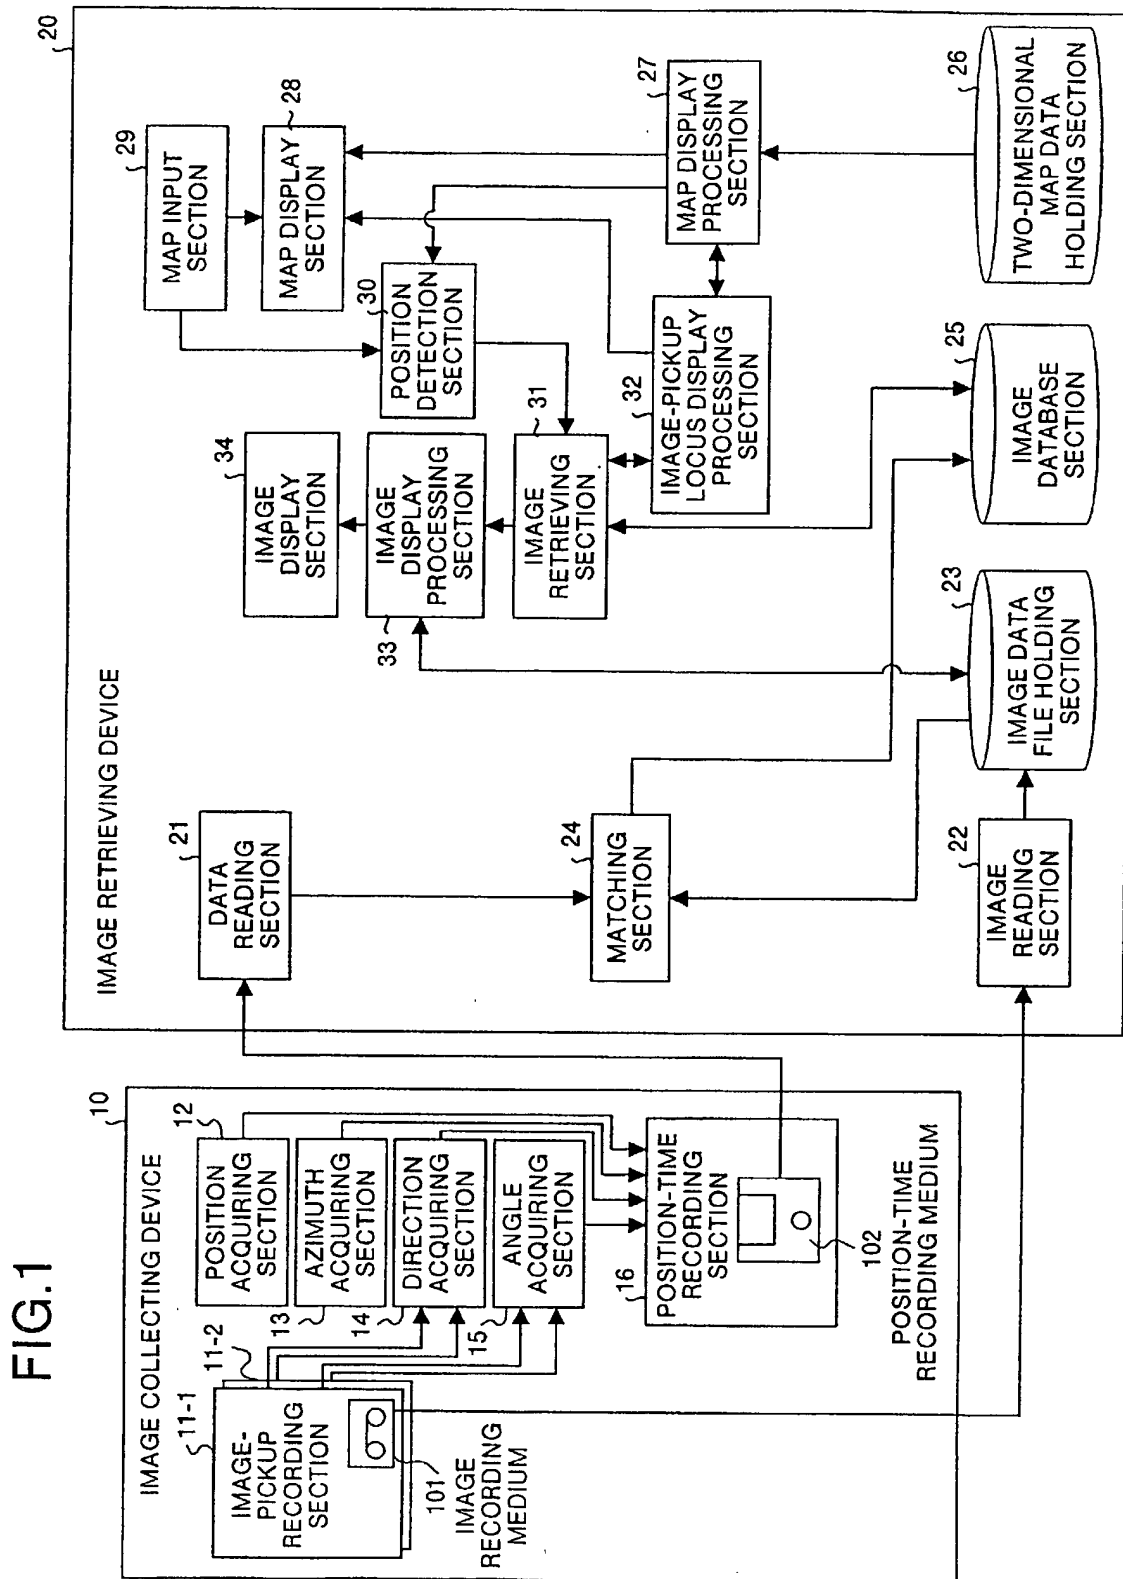 FIG.1
IMAGE COLLECTING DEVICE
10
11-1
11-2
IMAGE-
PICKUP
RECORDING
SECTION
101
IMAGE
RECORDING
MEDIUM
12
POSITION
ACQUIRING
SECTION
13
AZIMUTH
ACQUIRING
SECTION
14
DIRECTION
ACQUIRING
SECTION
15
ANGLE
ACQUIRING
SECTION
16
POSITION-TIME
RECORDING
SECTION
102
POSITION-TIME
RECORDING MEDIUM
IMAGE RETRIEVING DEVICE
20
21
DATA
READING
SECTION
24
MATCHING
SECTION
22
IMAGE
READING
SECTION
34
IMAGE
DISPLAY
SECTION
33
IMAGE
DISPLAY
PROCESSING
SECTION
31
IMAGE
RETRIEVING
SECTION
23
IMAGE DATA
FILE HOLDING
SECTION
29
MAP INPUT
SECTION
28
MAP DISPLAY
SECTION
30
POSITION
DETECTION
SECTION
32
IMAGE-PICKUP
LOCUS DISPLAY
PROCESSING
SECTION
27
MAP DISPLAY
PROCESSING
SECTION
25
IMAGE
DATABASE
SECTION
26
TWO-DIMENSIONAL
MAP DATA
HOLDING SECTION